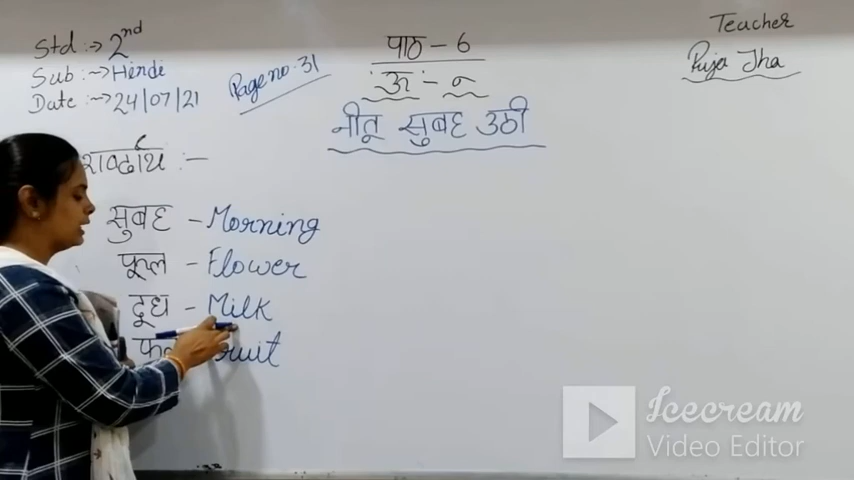 Std :-> 2nd
Sub :-> Hindi
Date :-> 24/07/21
Page no. 31
पाठ - 6
ऊ - ू
नीतू सुबह उठी
Teacher
Puja Jha
शब्दार्थ :-
सुबह - Morning
फूल - Flower
दूध - Milk
Icecream
Video Editor